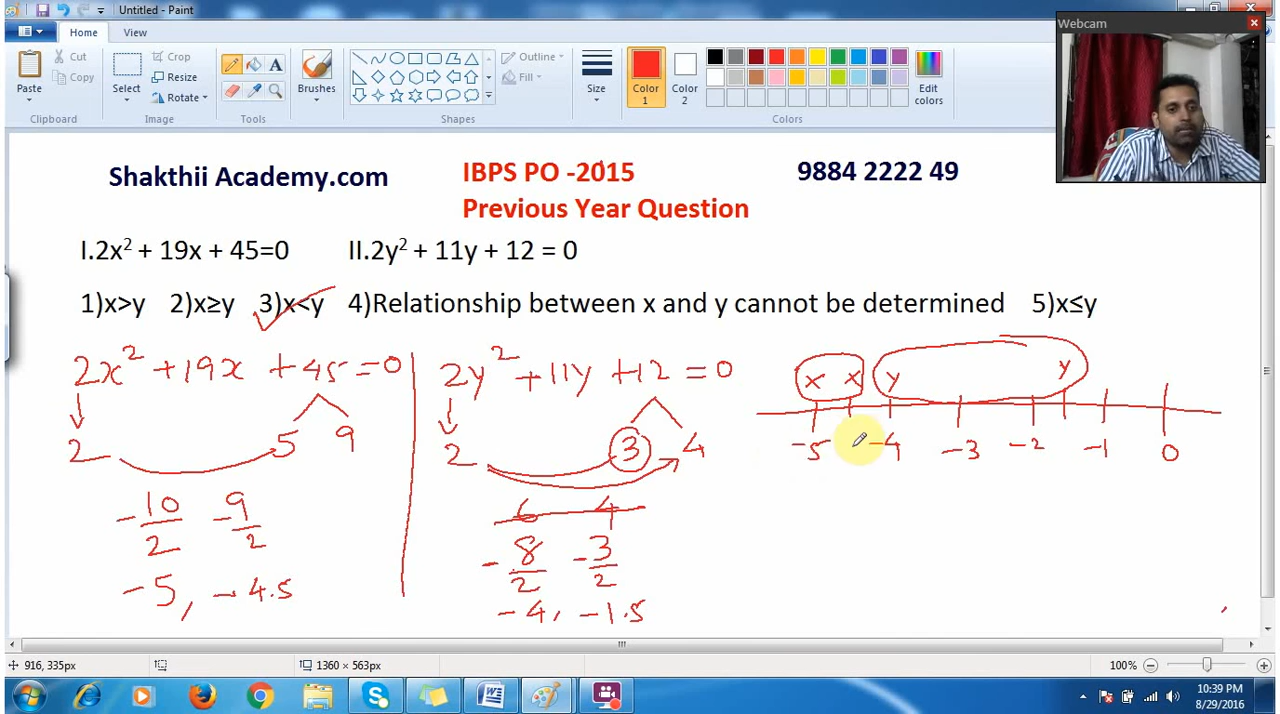 Untitled - Paint
Webcam
Home View
Paste
Cut
Copy
Clipboard
Select
Crop
Resize
Rotate
Image
Tools
Brushes
Outline
Fill
Shapes
Size
Color 1
Color 2
Edit colors
Colors
Shakthii Academy.com
IBPS PO -2015
Previous Year Question
9884 2222 49
I.2x² + 19x + 45=0 II.2y² + 11y + 12 = 0
1)x>y 2)x≥y 3)x<y 4)Relationship between x and y cannot be determined 5)x≤y
2x² +19x +45=0
2 5 9
-10/2 -9/2
-5, -4.5
2y² +11y +12 =0
2 3 4
6 4
-8/2 -3/2
-4, -1.5
x x y y
-5 -4 -3 -2 -1 0
916, 335px
1360 × 563px
100%
10:39 PM
8/29/2016